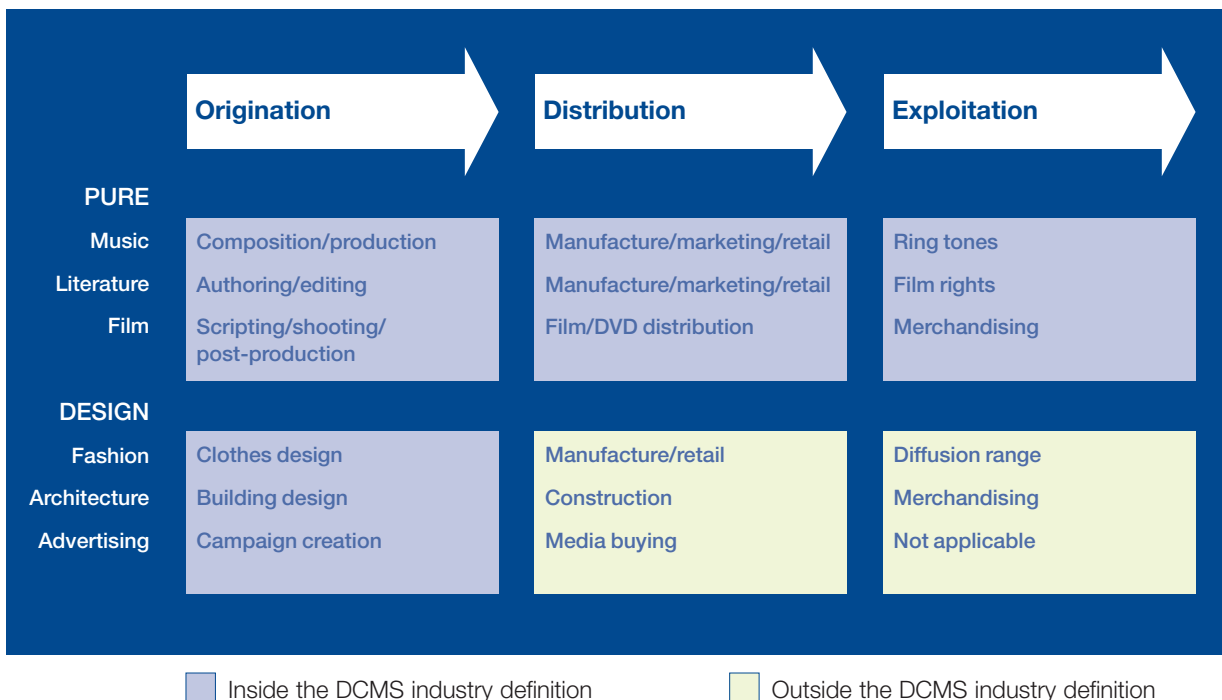 Origination Distribution Exploitation
PURE
Music Composition/production Manufacture/marketing/retail Ring tones
Literature Authoring/editing Manufacture/marketing/retail Film rights
Film Scripting/shooting/ Film/DVD distribution Merchandising
post-production
DESIGN
Fashion Clothes design Manufacture/retail Diffusion range
Architecture Building design Construction Merchandising
Advertising Campaign creation Media buying Not applicable
Inside the DCMS industry definition Outside the DCMS industry definition